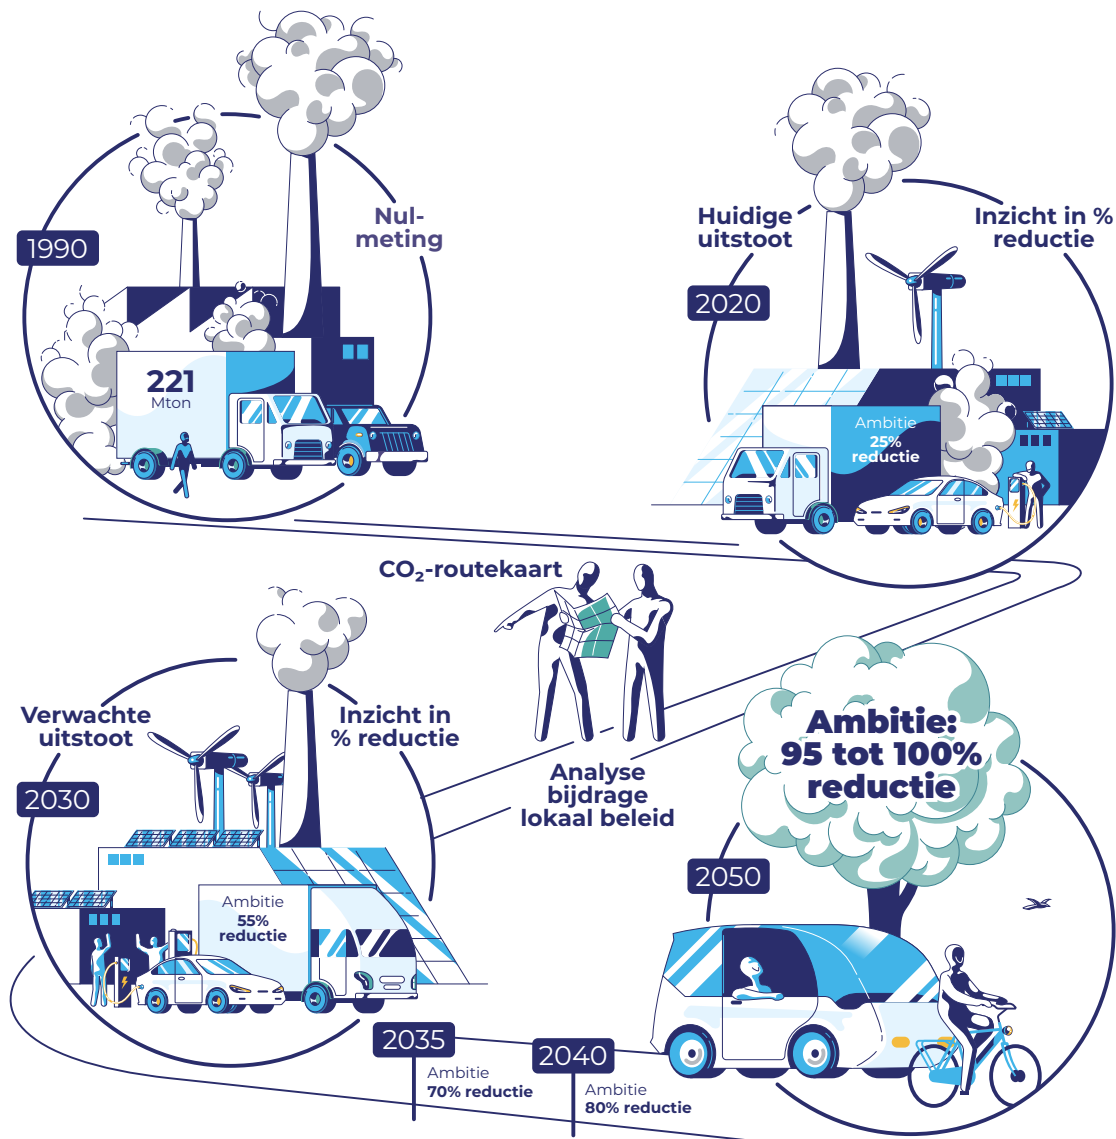 1990
Nul-
meting
221
Mton
Huidige
uitstoot
Inzicht in %
reductie
2020
Ambitie
25%
reductie
CO₂-routekaart
Verwachte
uitstoot
Inzicht in
% reductie
2030
Ambitie
55%
reductie
Analyse
bijdrage
lokaal beleid
Ambitie:
95 tot 100%
reductie
2050
2035
Ambitie
70% reductie
2040
Ambitie
80% reductie